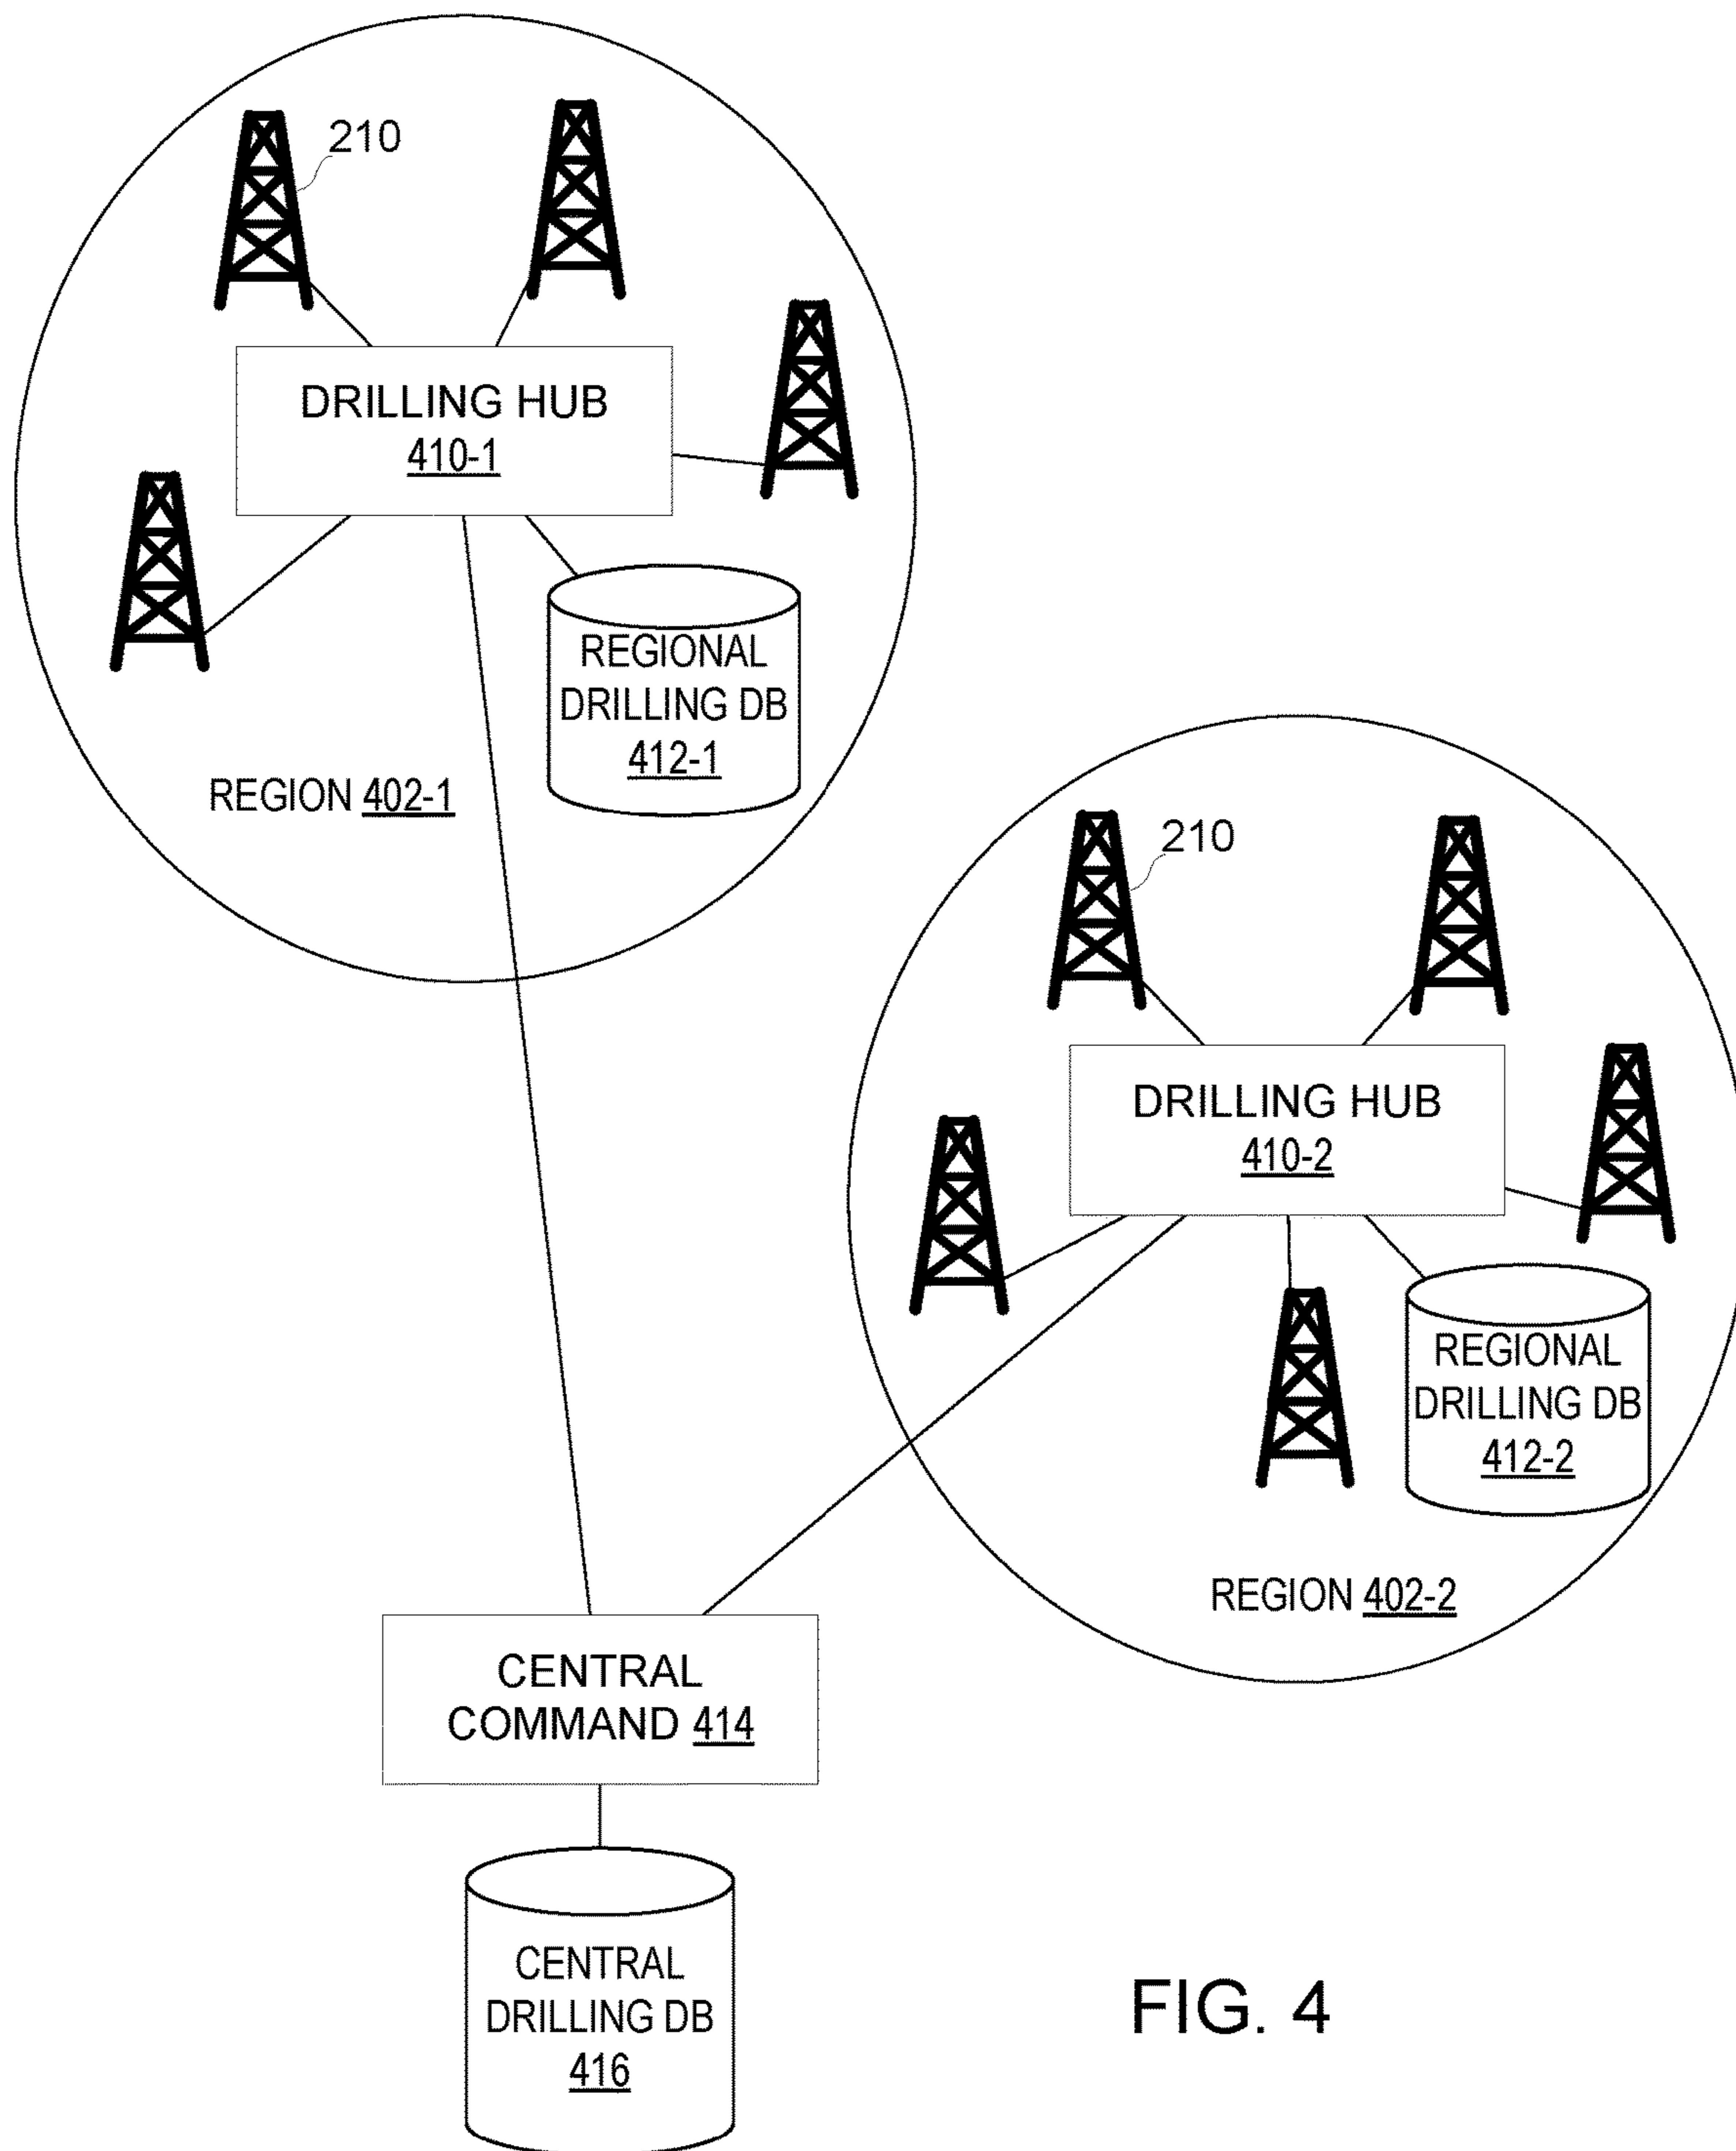 210
DRILLING HUB
410-1
REGIONAL
DRILLING DB
412-1
REGION 402-1
210
DRILLING HUB
410-2
REGIONAL
DRILLING DB
412-2
REGION 402-2
CENTRAL
COMMAND 414
CENTRAL
DRILLING DB
416
FIG. 4